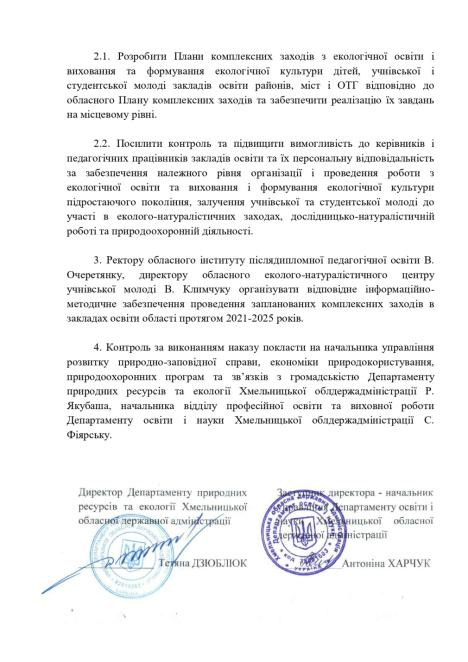 2.1. Розробити Плани комплексних заходів з екологічної освіти і
виховання та формування екологічної культури дітей, учнівської і
студентської молоді закладів освіти районів, міст і ОТГ відповідно до
обласного Плану комплексних заходів та забезпечити реалізацію їх завдань
на місцевому рівні.
2.2. Посилити контроль та підвищити вимогливість до керівників і
педагогічних працівників закладів освіти та їх персональну відповідальність
за забезпечення належного рівня організації і проведення роботи з
екологічної освіти та виховання і формування екологічної культури
підростаючого покоління, залучення учнівської та студентської молоді до
участі в еколого-натуралістичних заходах, дослідницько-натуралістичній
роботі та природоохоронній діяльності.
3. Ректору обласного інституту післядипломної педагогічної освіти В.
Очеретянку, директору обласного еколого-натуралістичного центру
учнівської молоді В. Климчуку організувати відповідне інформаційно-
методичне забезпечення проведення запланованих комплексних заходів в
закладах освіти області протягом 2021-2025 років.
4. Контроль за виконанням наказу покласти на начальника управління
розвитку природно-заповідної справи, економіки природокористування,
природоохоронних програм та зв’язків з громадськістю Департаменту
природних ресурсів та екології Хмельницької облдержадміністрації Р.
Якубаша, начальника відділу професійної освіти та виховної роботи
Департаменту освіти і науки Хмельницької облдержадміністрації С.
Фіярську.
Директор Департаменту природних
ресурсів та екології Хмельницької
обласної державної адміністрації
Тетяна ДЗЮБЛЮК
Заступник директора - начальник
управління Департаменту освіти і
науки Хмельницької обласної
державної адміністрації
Антоніна ХАРЧУК